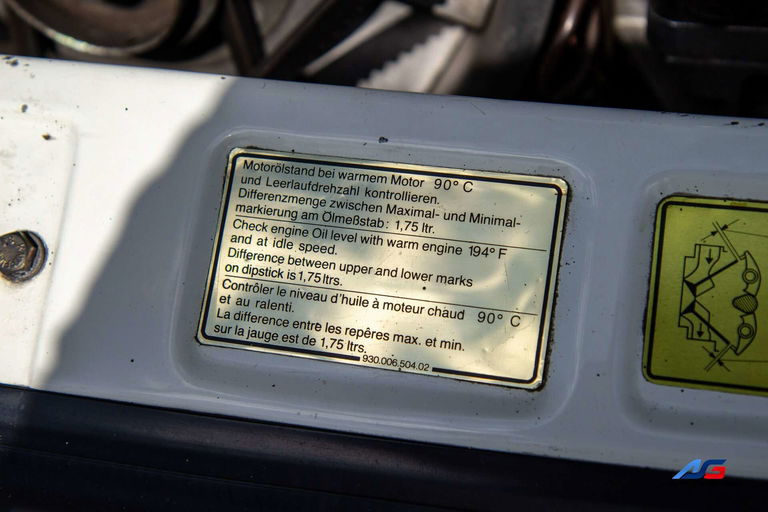 Motorölstand bei warmem Motor 90° C
und Leerlaufdrehzahl kontrollieren.
Differenzmenge zwischen Maximal- und Minimal-
markierung am Ölmeßstab: 1,75 ltr.
Check engine Oil level with warm engine 194° F
and at idle speed.
Difference between upper and lower marks
on dipstick is 1,75 ltrs.
Contrôler le niveau d'huile à moteur chaud 90° C
et au ralenti.
La différence entre les repêres max. et min.
sur la jauge est de 1,75 ltrs.
930.006.504.02
AG